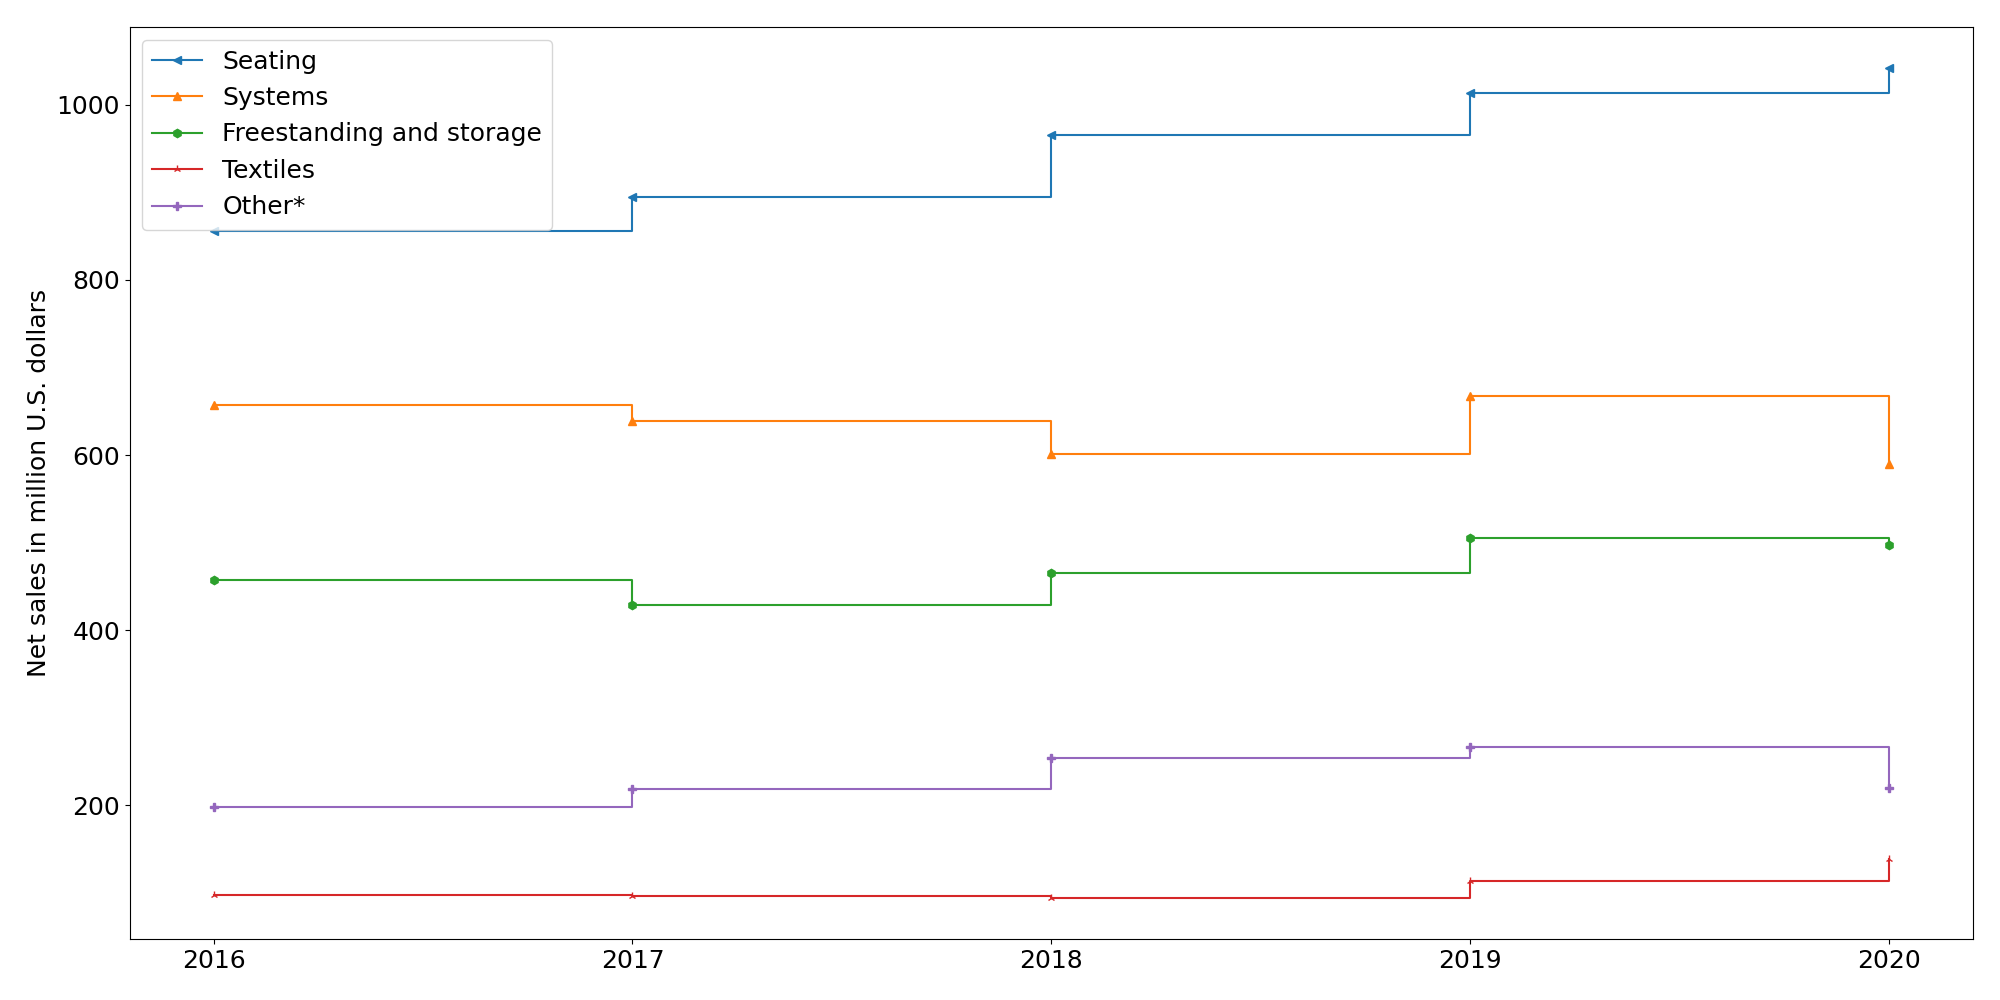 Seating
Systems
Freestanding and storage
Textiles
Other*
Net sales in million U.S. dollars
1000
800
600
400
200
2016 2017 2018 2019 2020